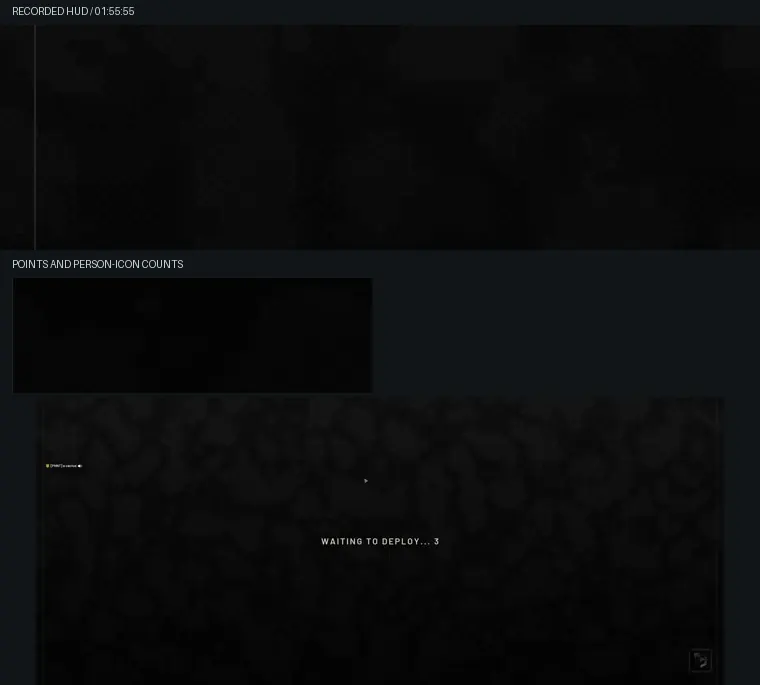 RECORDED HUD / 01:55:55
POINTS AND PERSON-ICON COUNTS
WAITING TO DEPLOY... 3